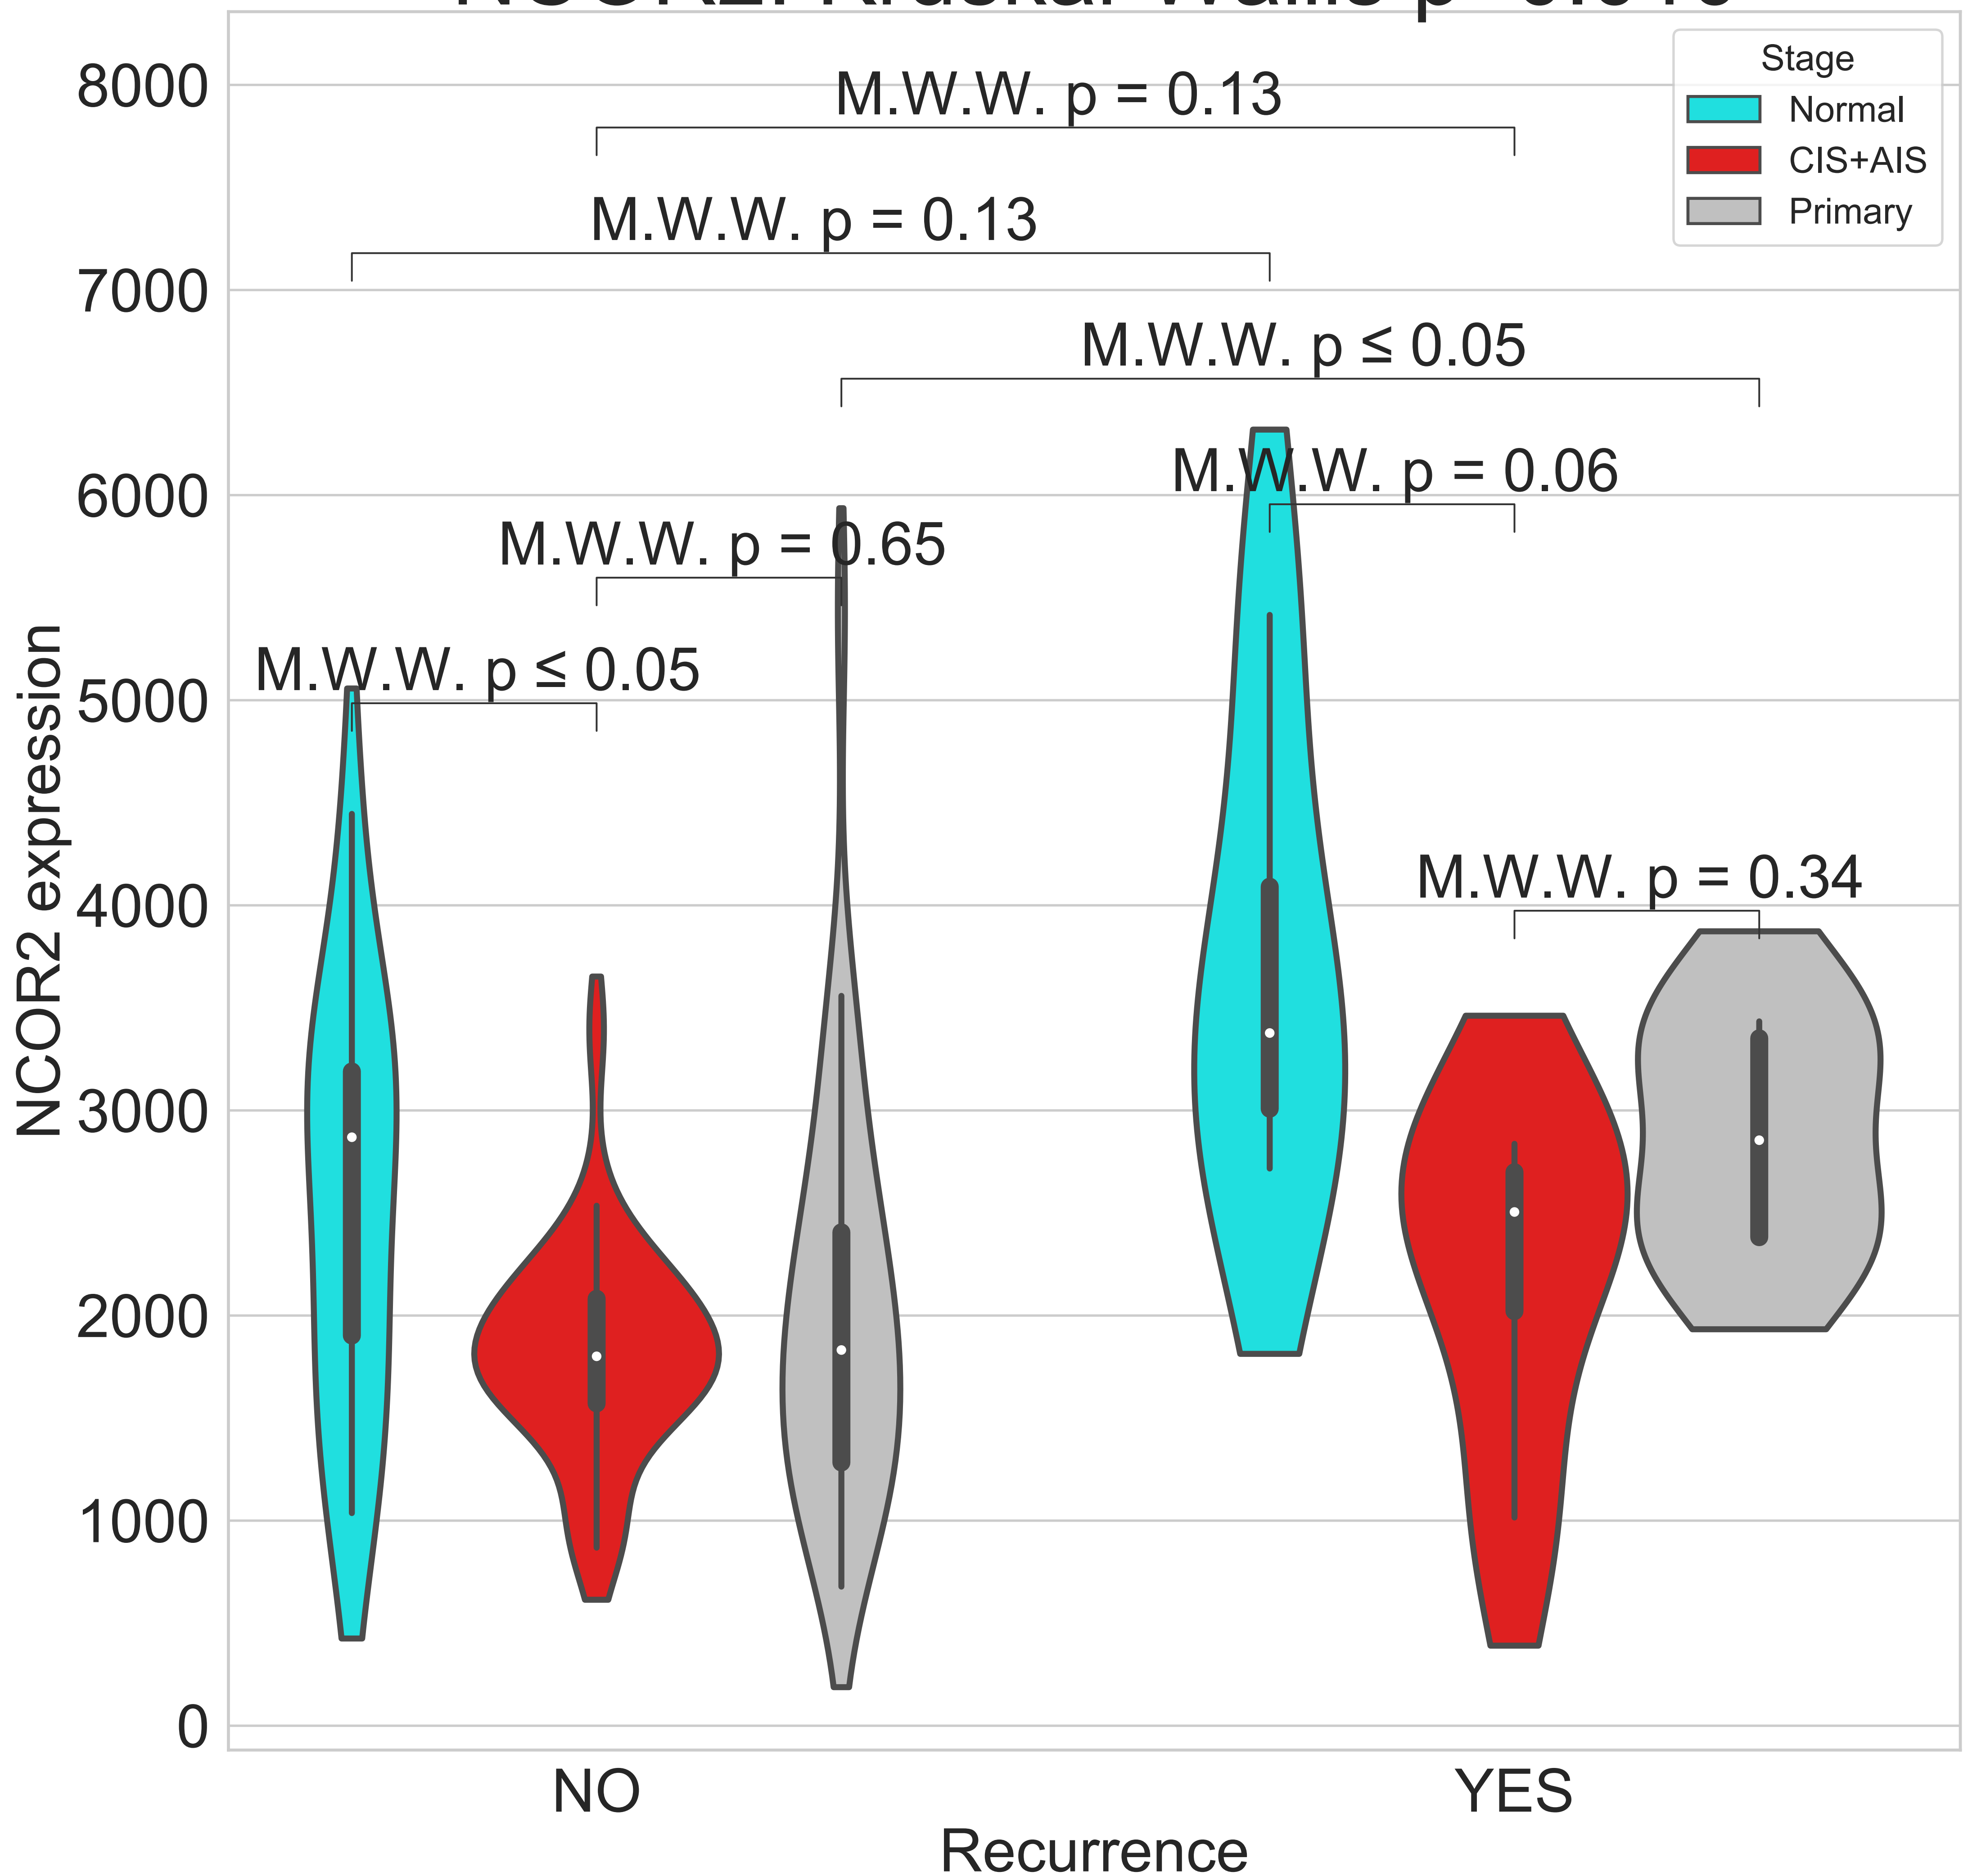 Stage
Normal
CIS+AIS
Primary
M.W.W. p = 0.13
M.W.W. p = 0.13
M.W.W. p ≤ 0.05
M.W.W. p = 0.06
M.W.W. p = 0.65
M.W.W. p ≤ 0.05
M.W.W. p = 0.34
8000
7000
6000
5000
4000
3000
2000
1000
0
NCOR2 expression
NO
YES
Recurrence